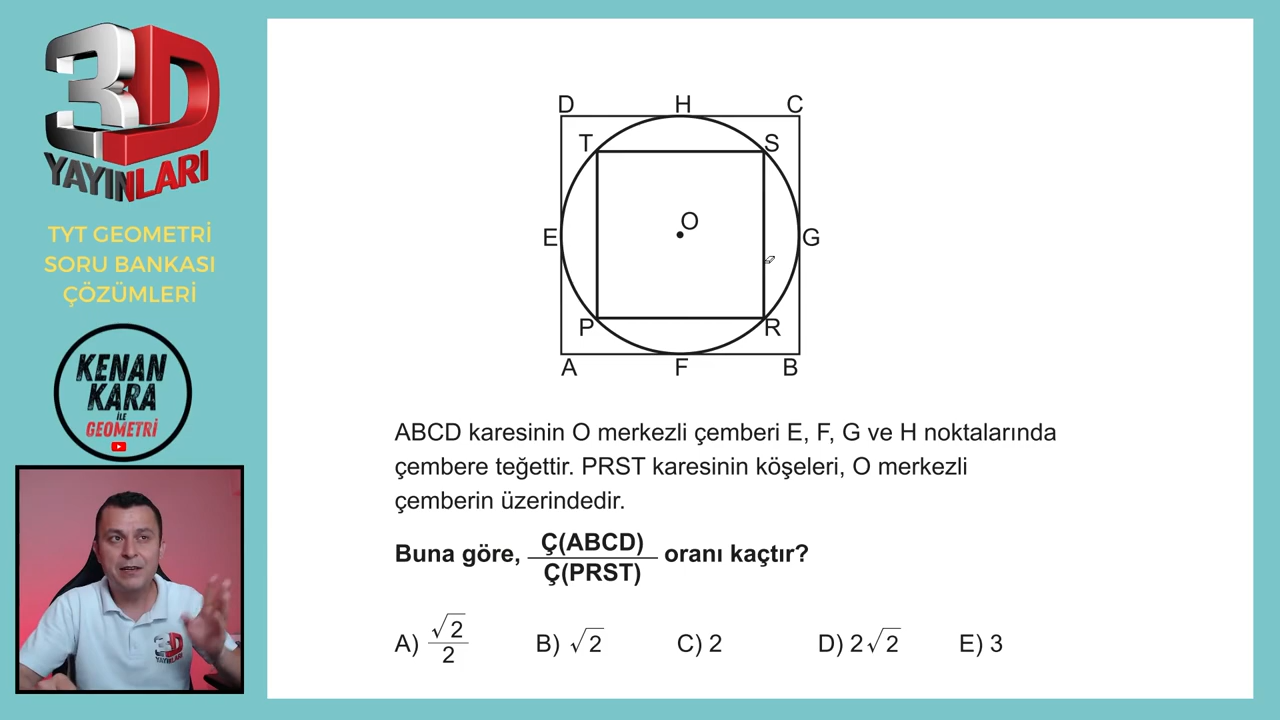 3D
YAYINLARI
TYT GEOMETRİ
SORU BANKASI
ÇÖZÜMLERİ
KENAN
KARA
İLE
GEOMETRİ
3D
YAYINLARI
D H C
T S
O
E G
P R
A F B
ABCD karesinin O merkezli çemberi E, F, G ve H noktalarında
çembere teğettir. PRST karesinin köşeleri, O merkezli
çemberin üzerindedir.
Buna göre, Ç(ABCD)/Ç(PRST) oranı kaçtır?
A) √2/2 B) √2 C) 2 D) 2√2 E) 3